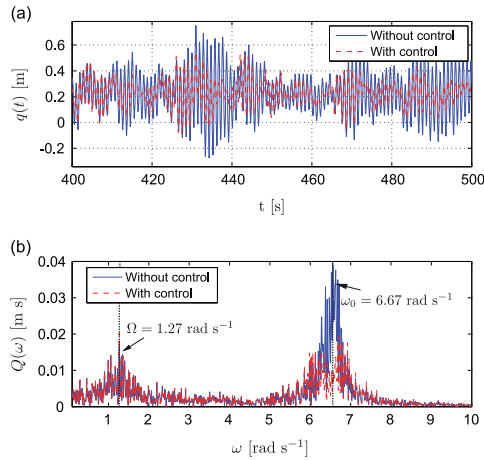 (a)
q(t) [m]
0.6
0.4
0.2
0
-0.2
Without control
With control
400
420
440
460
480
500
t [s]
(b)
Q(ω) [m s]
0.04
0.03
0.02
0.01
0
Without control
With control
Ω = 1.27 rad s⁻¹
ω₀ = 6.67 rad s⁻¹
1
2
3
4
5
6
7
8
9
10
ω [rad s⁻¹]